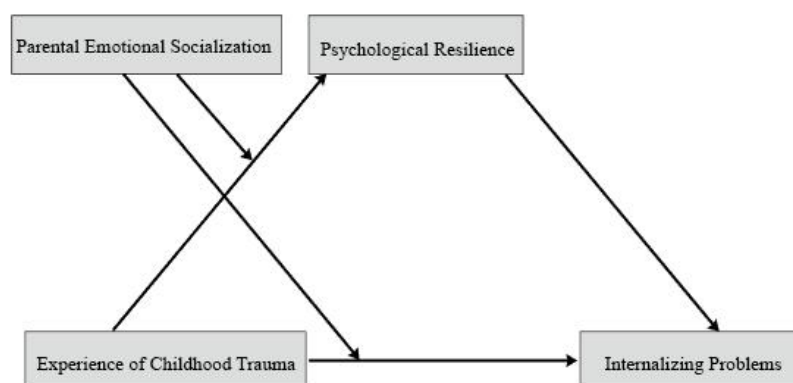 Parental Emotional Socialization
Psychological Resilience
Experience of Childhood Trauma
Internalizing Problems